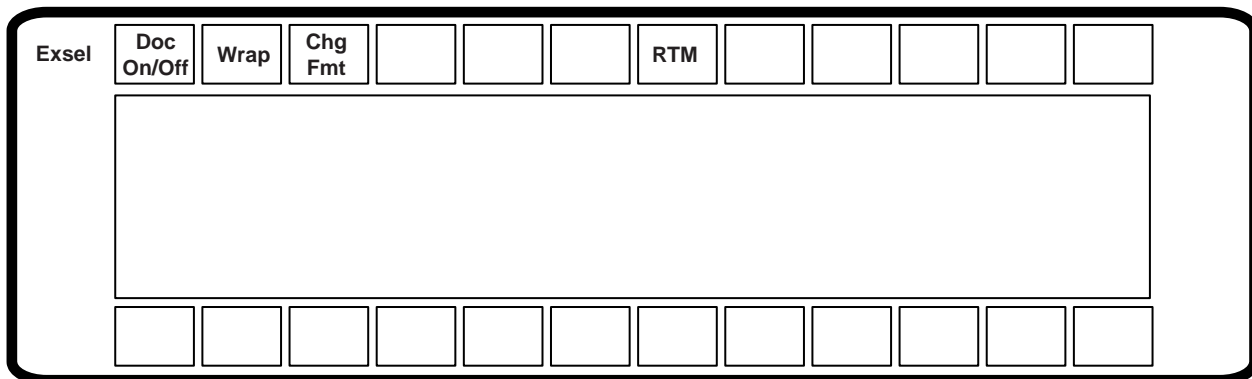 Exsel
Doc
On/Off
Wrap
Chg
Fmt
RTM